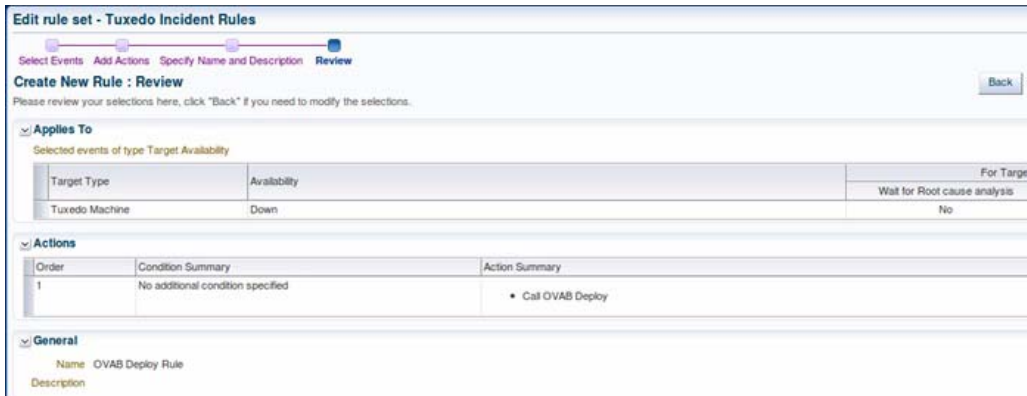 Edit rule set - Tuxedo Incident Rules
Select Events Add Actions Specify Name and Description Review
Create New Rule : Review
Back
Please review your selections here, click "Back" if you need to modify the selections.
Applies To
Selected events of type Target Availability
For Targe
Target Type Availability
Wait for Root cause analysis
Tuxedo Machine Down No
Actions
Order Condition Summary Action Summary
1 No additional condition specified
• Call OVAB Deploy
General
Name OVAB Deploy Rule
Description